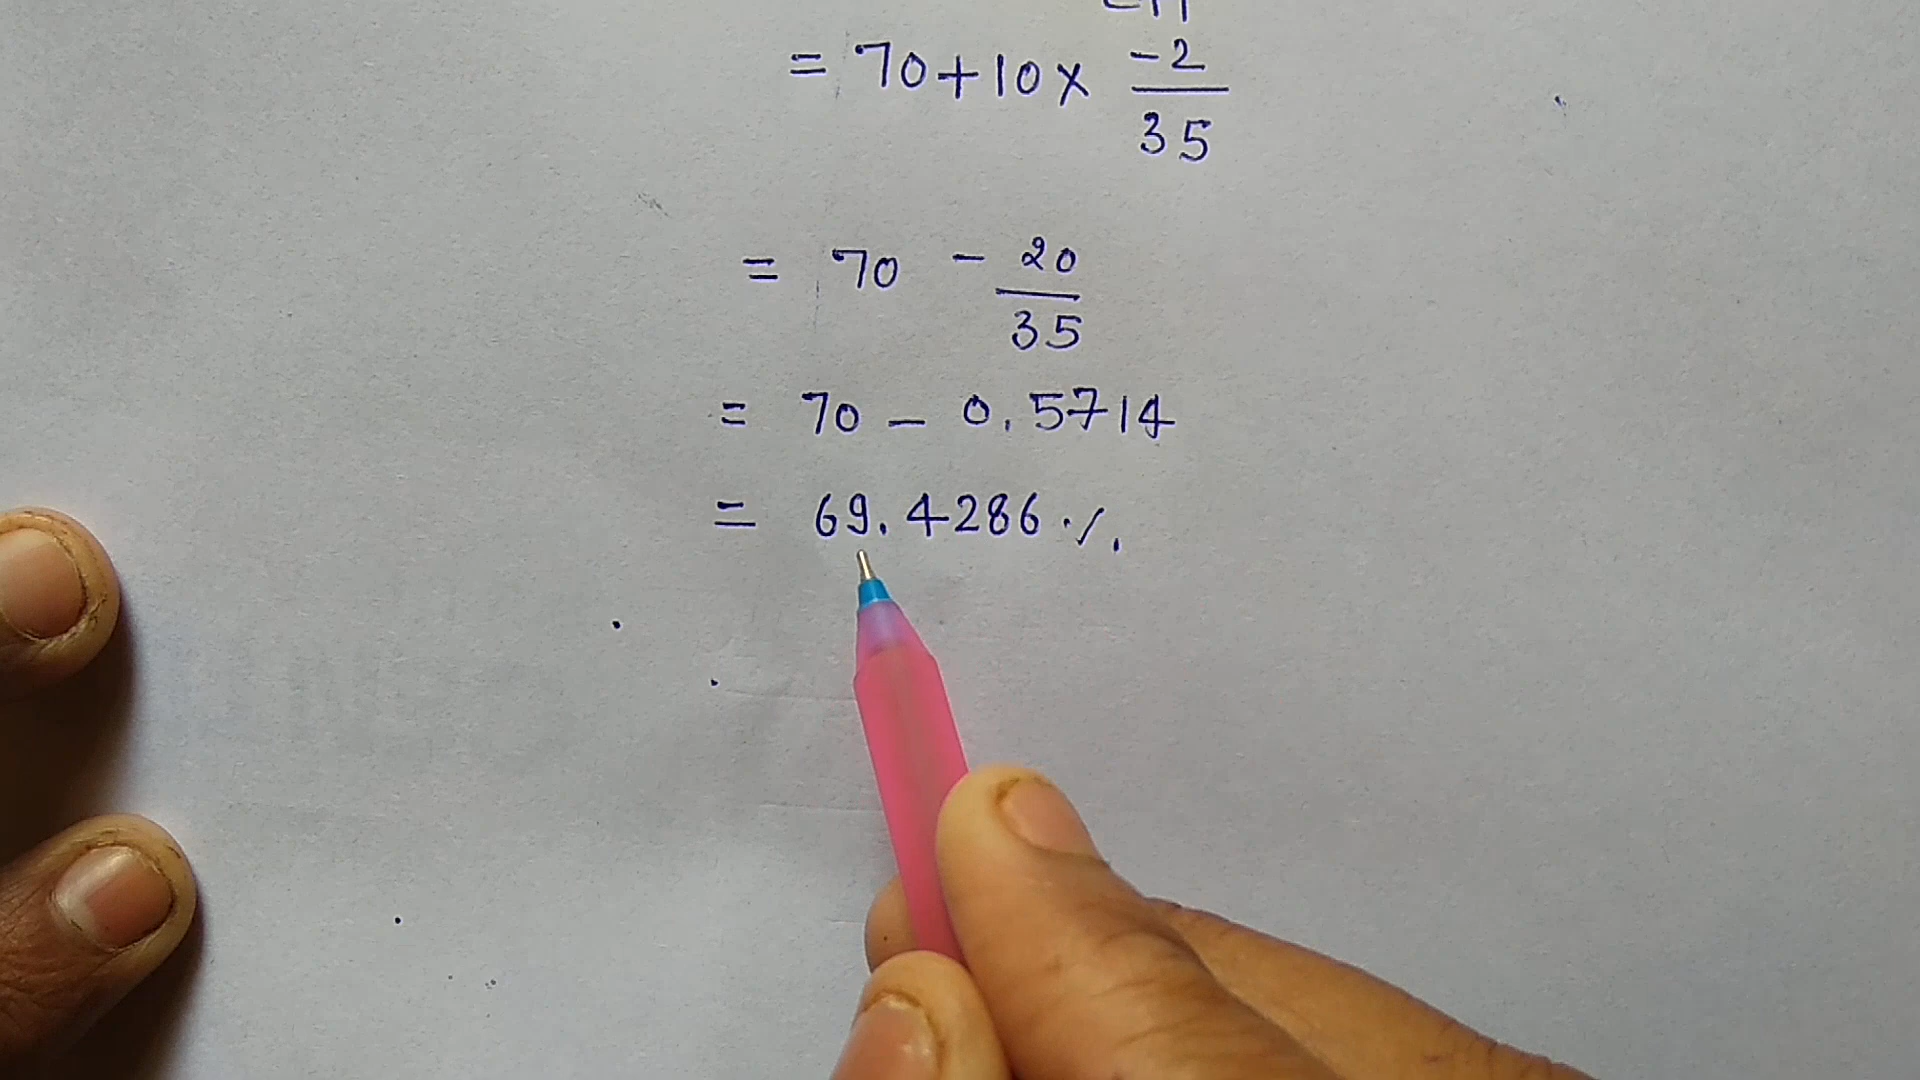 = 70 + 10 × -2/35
= 70 - 20/35
= 70 - 0.5714
= 69.4286 %.